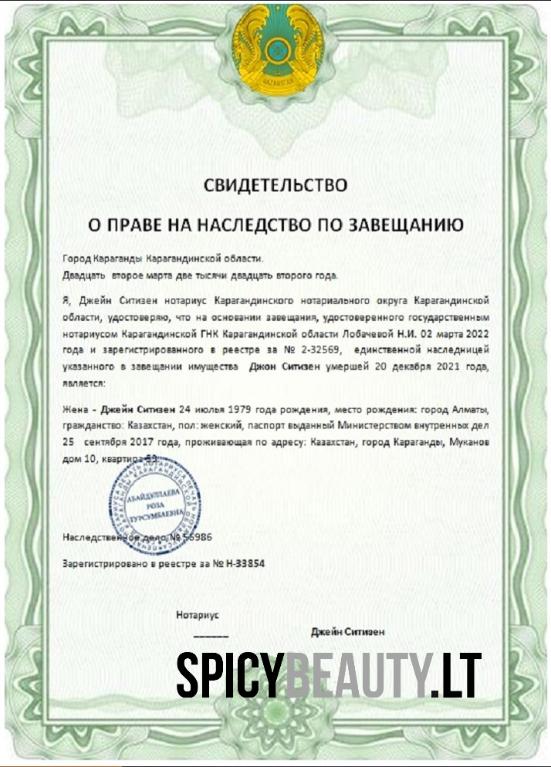 СВИДЕТЕЛЬСТВО
О ПРАВЕ НА НАСЛЕДСТВО ПО ЗАВЕЩАНИЮ
Город Караганды Карагандинской области.
Двадцать второе марта две тысячи двадцать второго года.
Я, Джейн Ситизен нотариус Карагандинского нотариального округа Карагандинской
области, удостоверяю, что на основании завещания, удостоверенного государственным
нотариусом Карагандинской ГНК Карагандинской области Лобачевой Н.И. 02 марта 2022
года и зарегистрированного в реестре за № 2-32569, единственной наследницей
указанного в завещании имущества Джон Ситизен умершей 20 декабря 2021 года,
является:
Жена - Джейн Ситизен 24 июлья 1979 года рождения, место рождения: город Алматы,
гражданство: Казахстан, пол: женский, паспорт выданный Министерством внутренных дел
25 сентября 2017 года, проживающая по адресу: Казахстан, город Караганды, Муканов
дом 10, квартира 59.
АБАЙДУЛЛАЕВА
РОЗА
ТУРСУМБАЕВНА
Наследственное дело № 56986
Зарегистрировано в реестре за № Н-33854
Нотариус
______ Джейн Ситизен
SPICYBEAUTY.LT